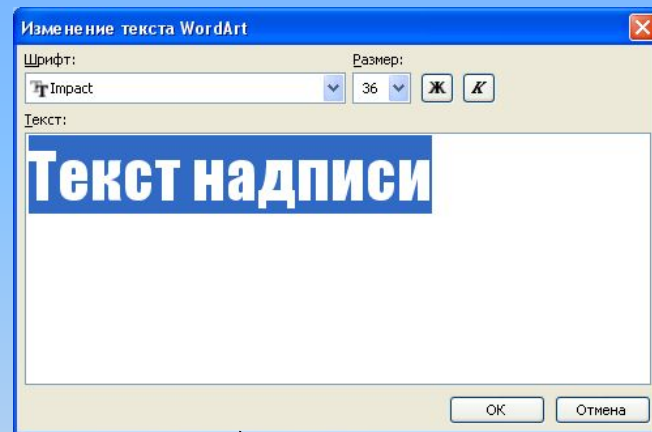 Изменение текста WordArt
Шрифт:
Размер:
Impact
36
Ж
К
Текст:
Текст надписи
ОК
Отмена